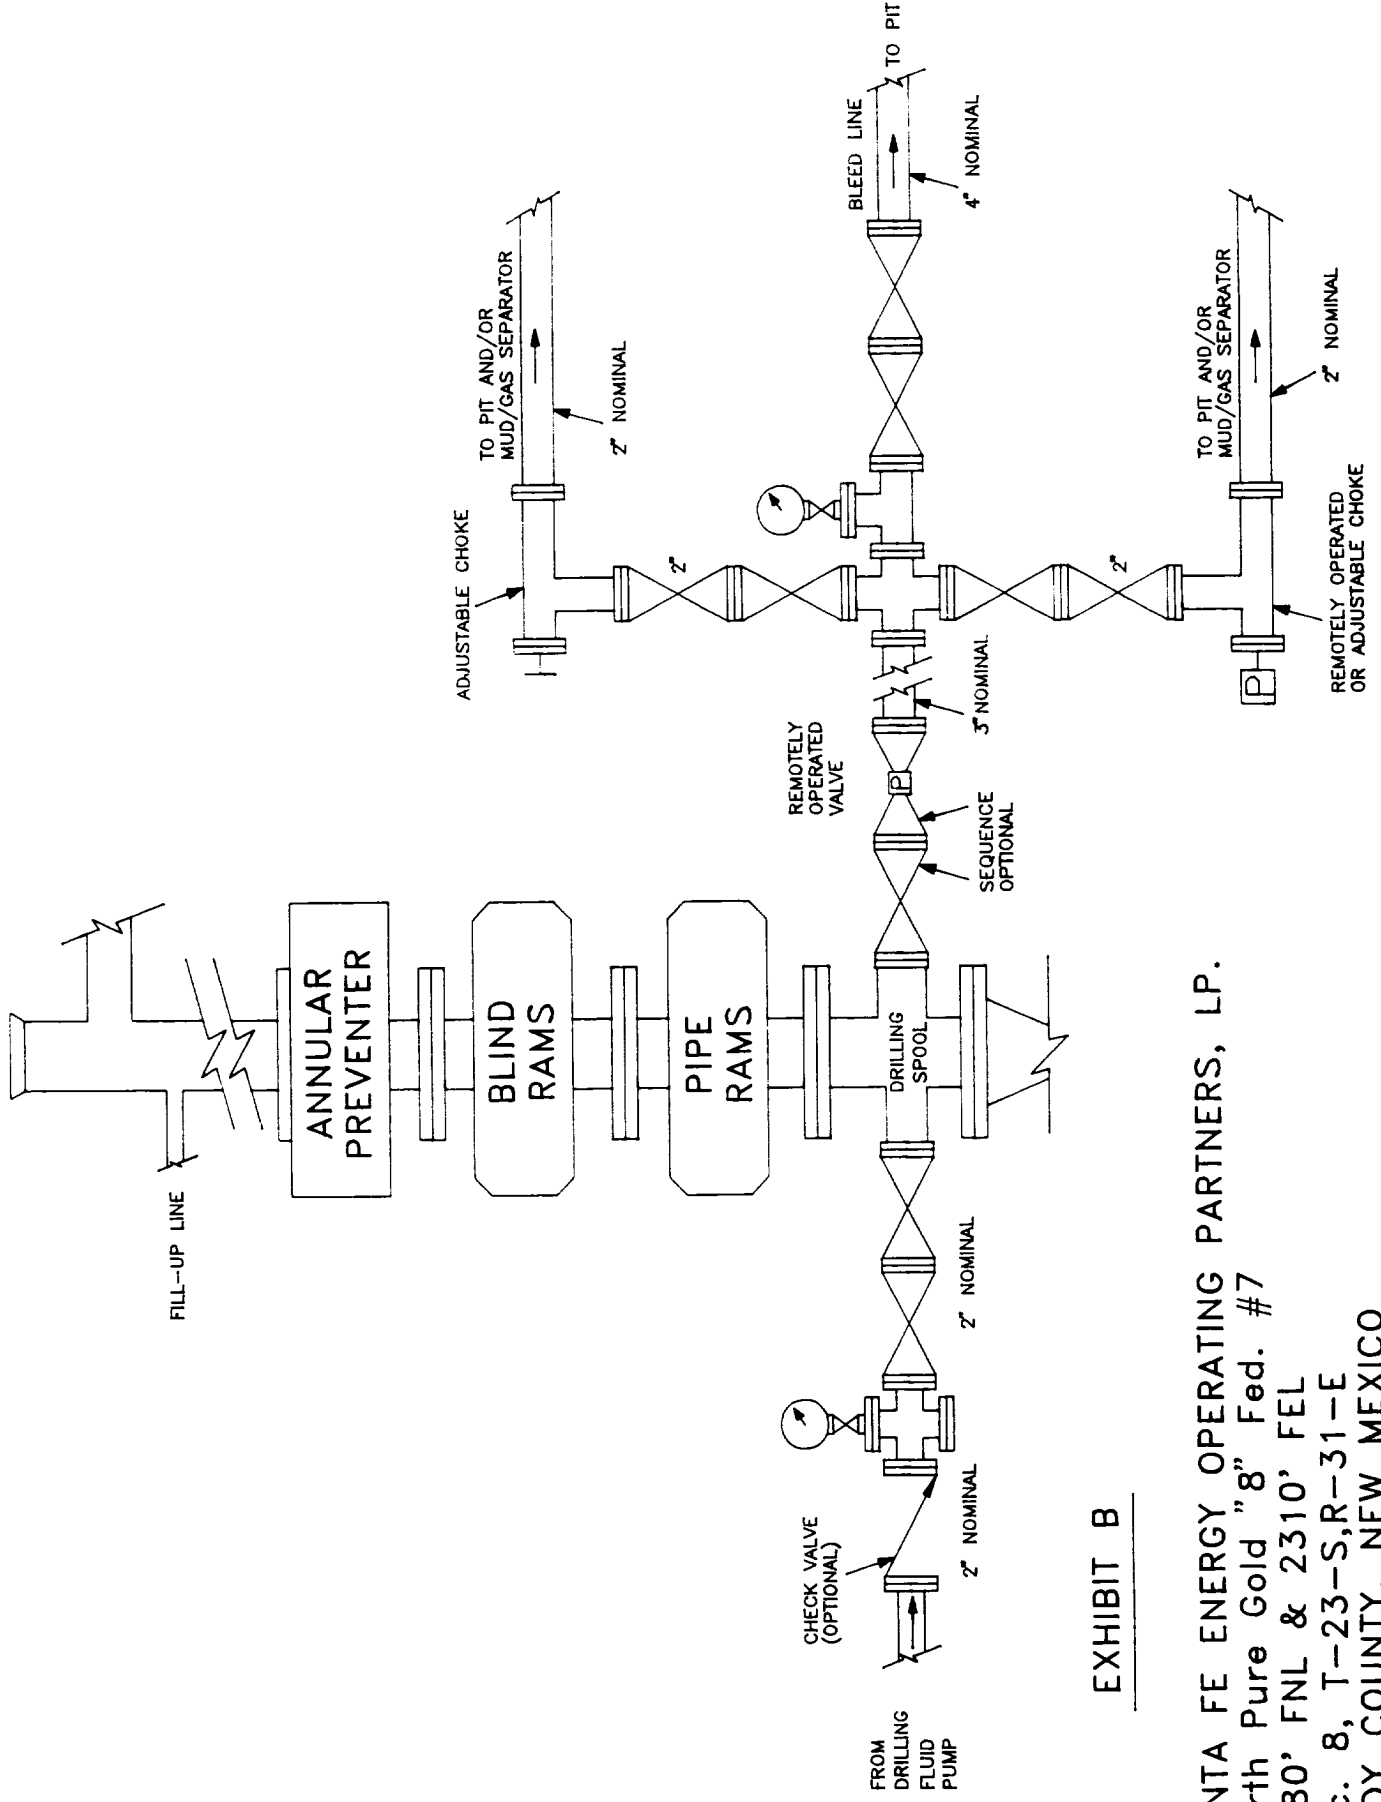 FILL-UP LINE
ANNULAR
PREVENTER
BLIND
RAMS
PIPE
RAMS
DRILLING
SPOOL
ADJUSTABLE CHOKE
TO PIT AND/OR
MUD/GAS SEPARATOR
2" NOMINAL
2"
BLEED LINE
TO PIT
4" NOMINAL
REMOTELY
OPERATED
VALVE
P
3" NOMINAL
SEQUENCE
OPTIONAL
2"
TO PIT AND/OR
MUD/GAS SEPARATOR
2" NOMINAL
P
REMOTELY OPERATED
OR ADJUSTABLE CHOKE
2" NOMINAL
CHECK VALVE
(OPTIONAL)
2" NOMINAL
FROM
DRILLING
FLUID
PUMP
EXHIBIT B
FE ENERGY OPERATING PARTNERS, LP.
Pure Gold "8" Fed. #7
FNL & 2310' FEL
8, T-23-S,R-31-E
COUNTY, NEW MEXICO